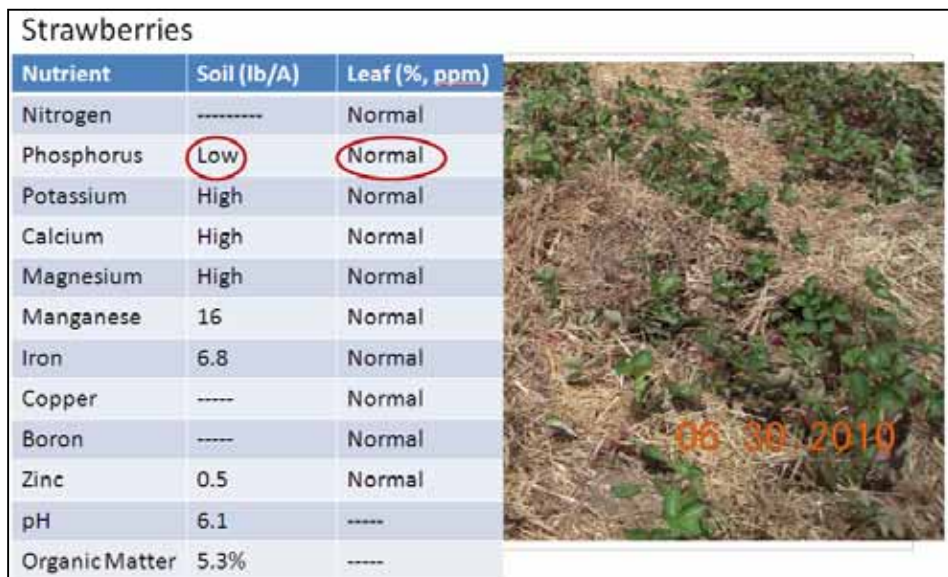 Strawberries
Nutrient Soil (lb/A) Leaf (%, ppm)
Nitrogen --------- Normal
Phosphorus Low Normal
Potassium High Normal
Calcium High Normal
Magnesium High Normal
Manganese 16 Normal
Iron 6.8 Normal
Copper ----- Normal
Boron ----- Normal
Zinc 0.5 Normal
pH 6.1 -----
Organic Matter 5.3% -----
06 30 2010